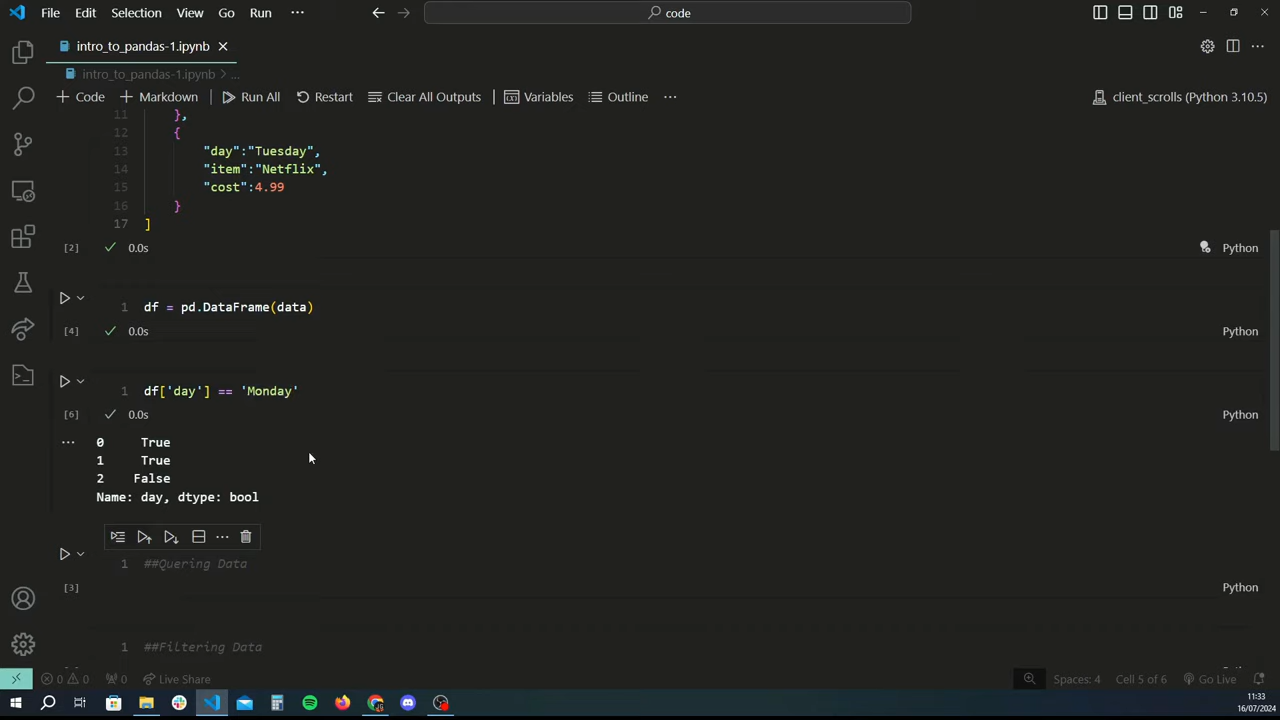 File Edit Selection View Go Run ··· code
intro_to_pandas-1.ipynb
intro_to_pandas-1.ipynb > ...
+ Code + Markdown Run All Restart Clear All Outputs Variables Outline ··· client_scrolls (Python 3.10.5)
11 },
12 {
13 "day":"Tuesday",
14 "item":"Netflix",
15 "cost":4.99
16 }
17 ]
[2] 0.0s Python
1 df = pd.DataFrame(data)
[4] 0.0s Python
1 df['day'] == 'Monday'
[6] 0.0s Python
0 True
1 True
2 False
Name: day, dtype: bool
1 ##Quering Data
[3] Python
1 ##Filtering Data
0 0 0 Live Share Spaces: 4 Cell 5 of 6 Go Live
11:33
16/07/2024